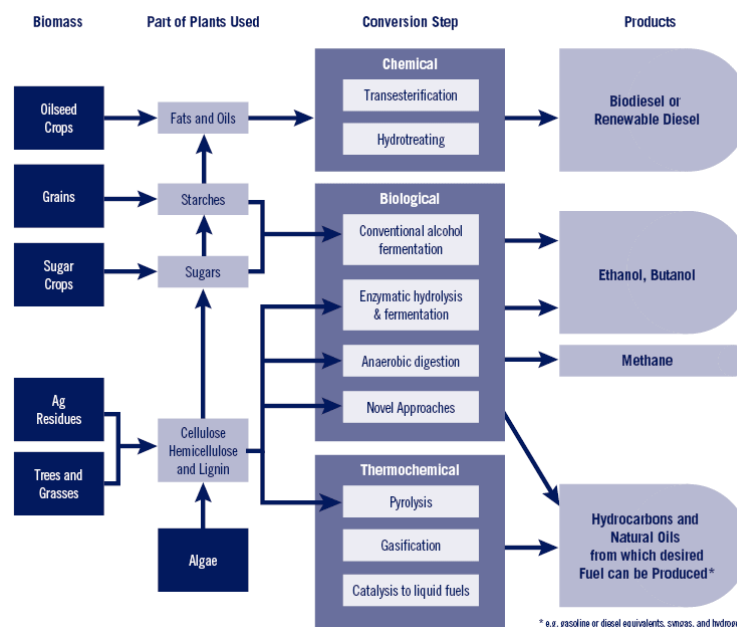 Biomass
Part of Plants Used
Conversion Step
Products
Oilseed
Crops
Grains
Sugar
Crops
Ag
Residues
Trees and
Grasses
Algae
Fats and Oils
Starches
Sugars
Cellulose
Hemicellulose
and Lignin
Chemical
Transesterification
Hydrotreating
Biological
Conventional alcohol
fermentation
Enzymatic hydrolysis
& fermentation
Anaerobic digestion
Novel Approaches
Thermochemical
Pyrolysis
Gasification
Catalysis to liquid fuels
Biodiesel or
Renewable Diesel
Ethanol, Butanol
Methane
Hydrocarbons and
Natural Oils
from which desired
Fuel can be Produced*
* e.g. gasoline or diesel equivalents, syngas, and hydroge